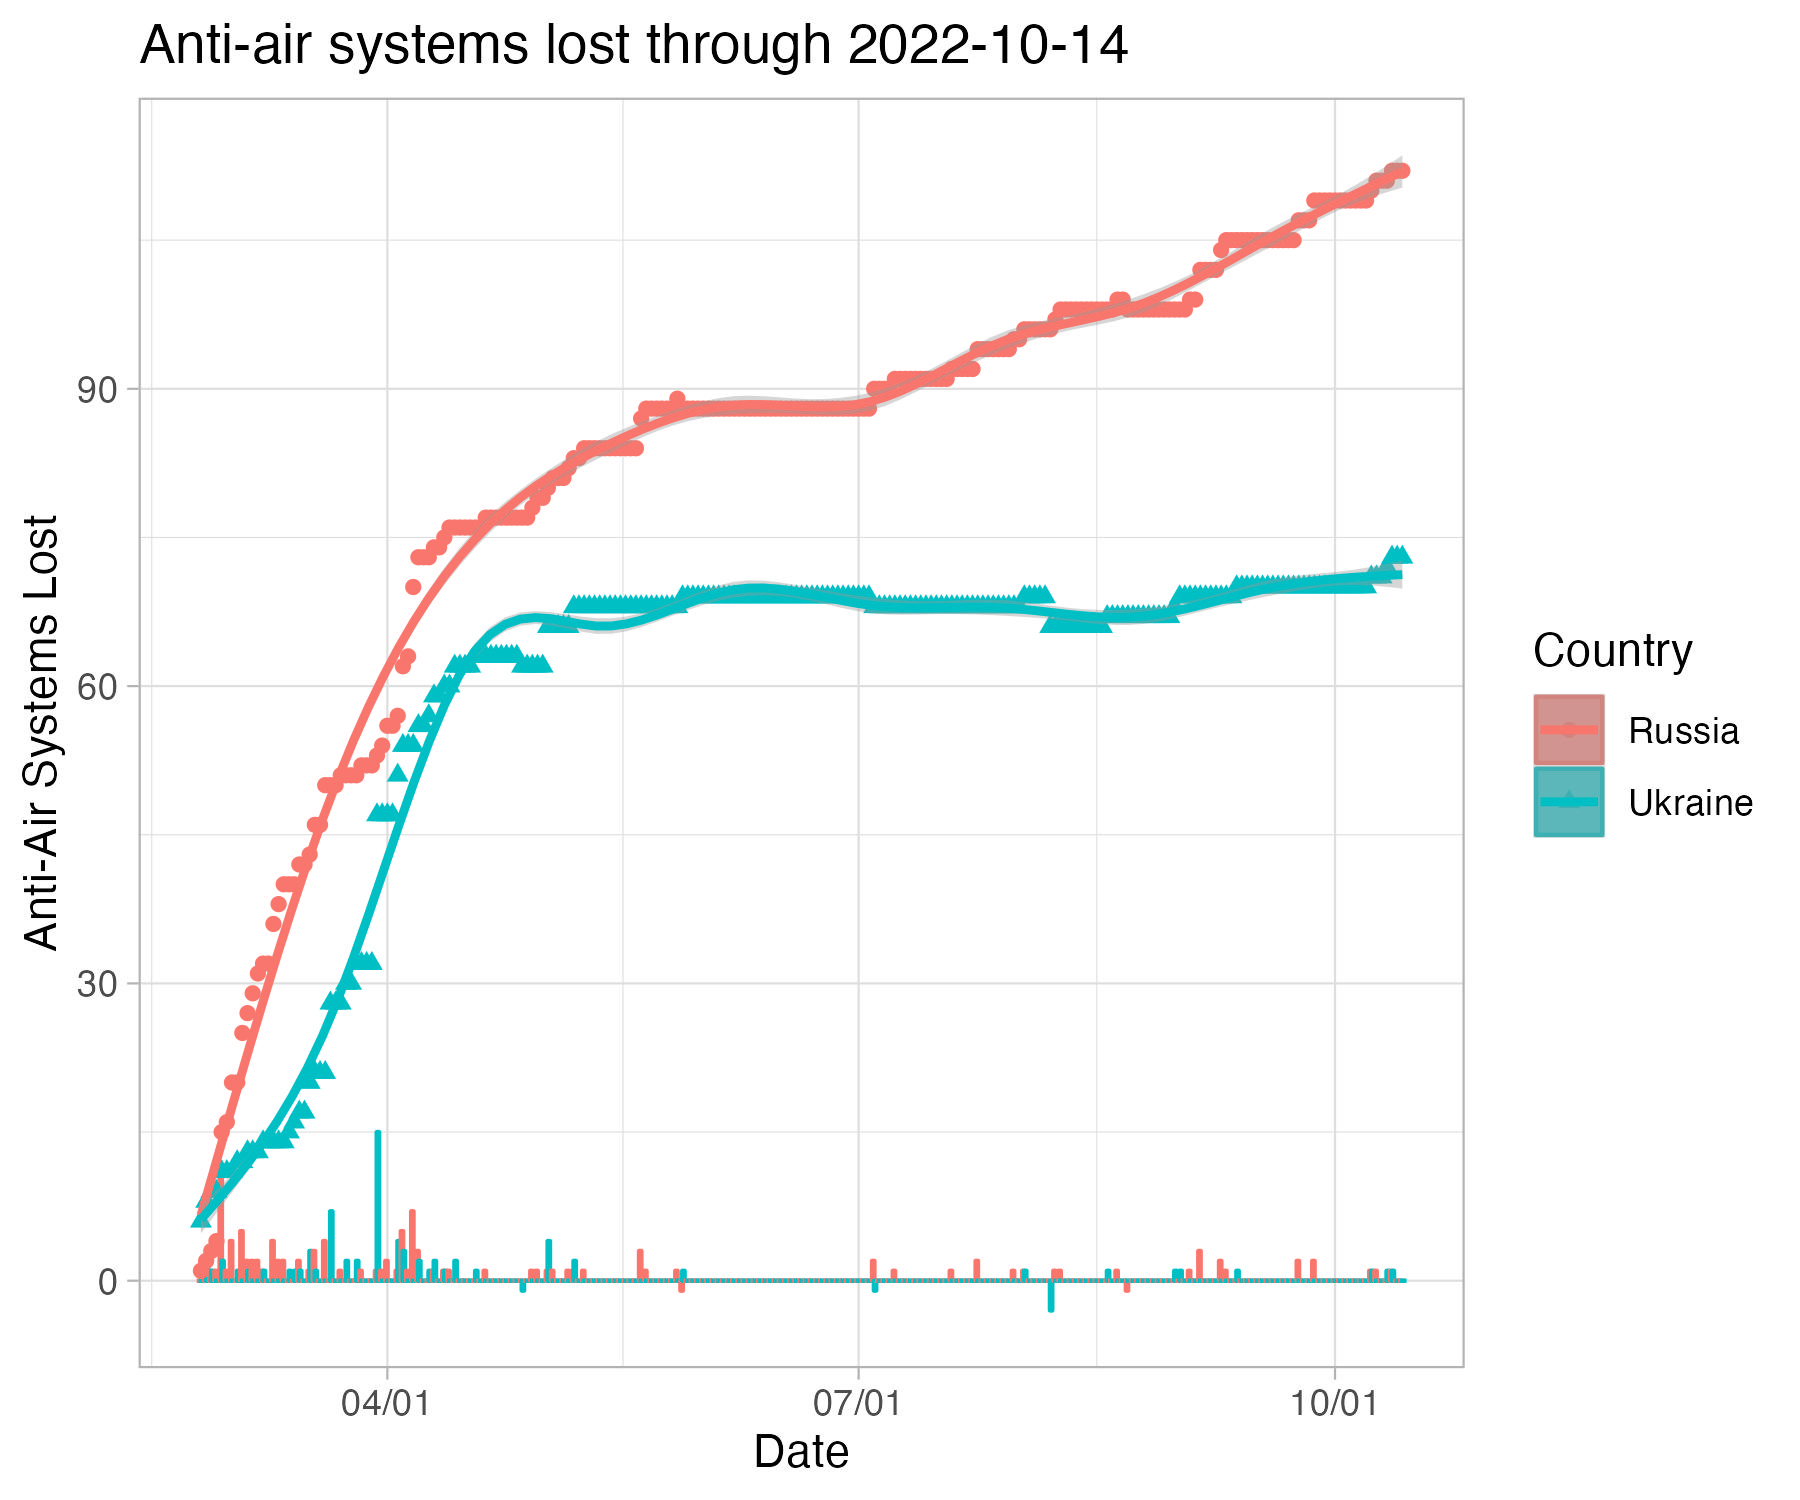 Anti-air systems lost through 2022-10-14
Anti-Air Systems Lost
90
60
30
0
04/01
07/01
10/01
Date
Country
Russia
Ukraine